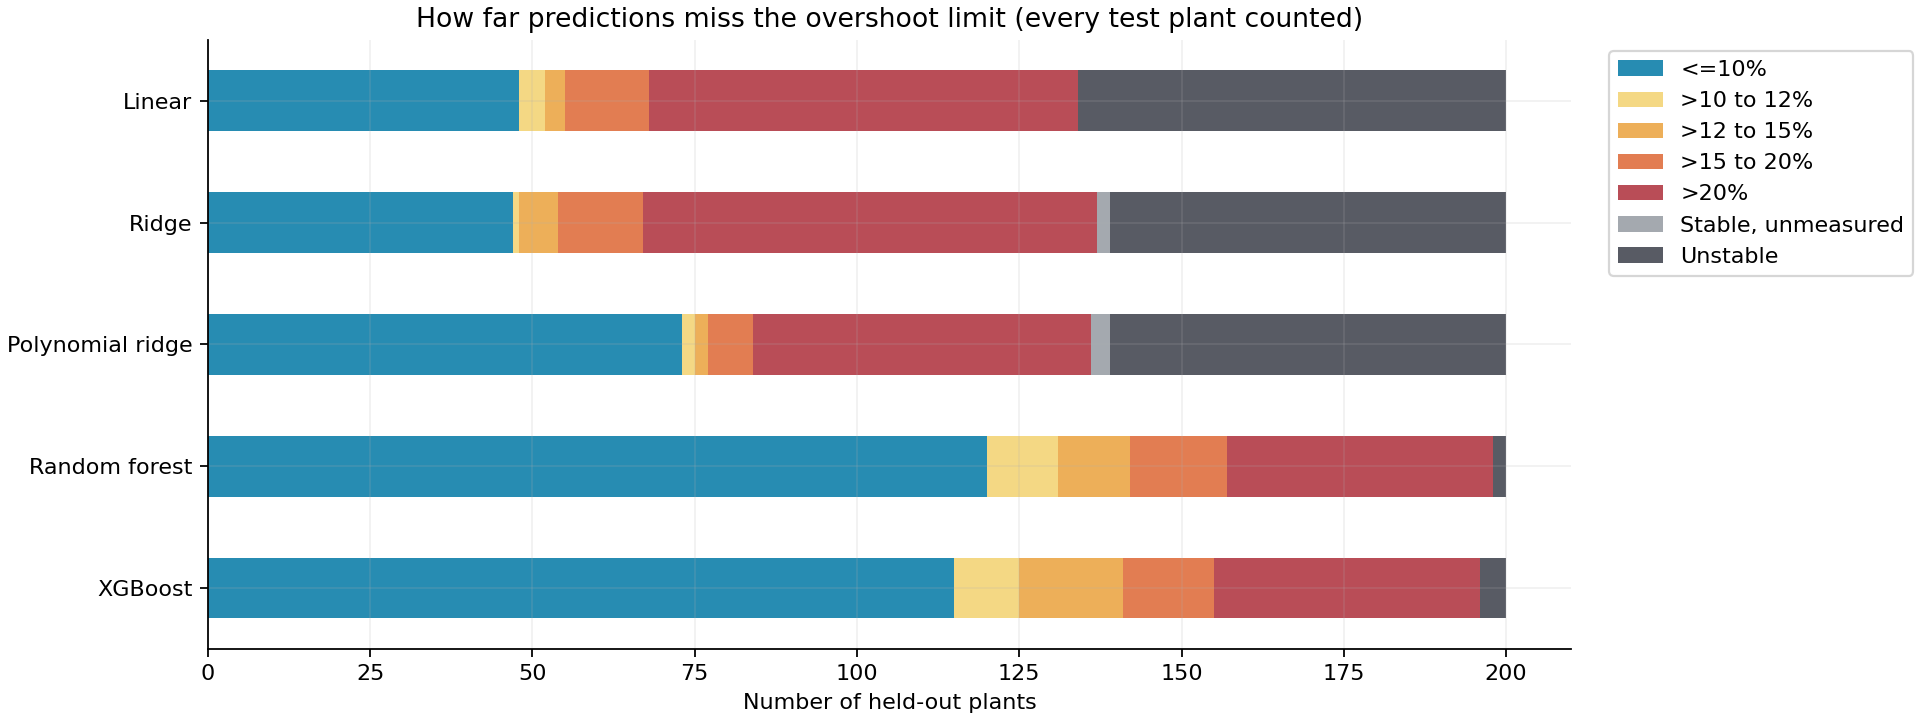 How far predictions miss the overshoot limit (every test plant counted)
Linear
Ridge
Polynomial ridge
Random forest
XGBoost
0 25 50 75 100 125 150 175 200
Number of held-out plants
<=10%
>10 to 12%
>12 to 15%
>15 to 20%
>20%
Stable, unmeasured
Unstable